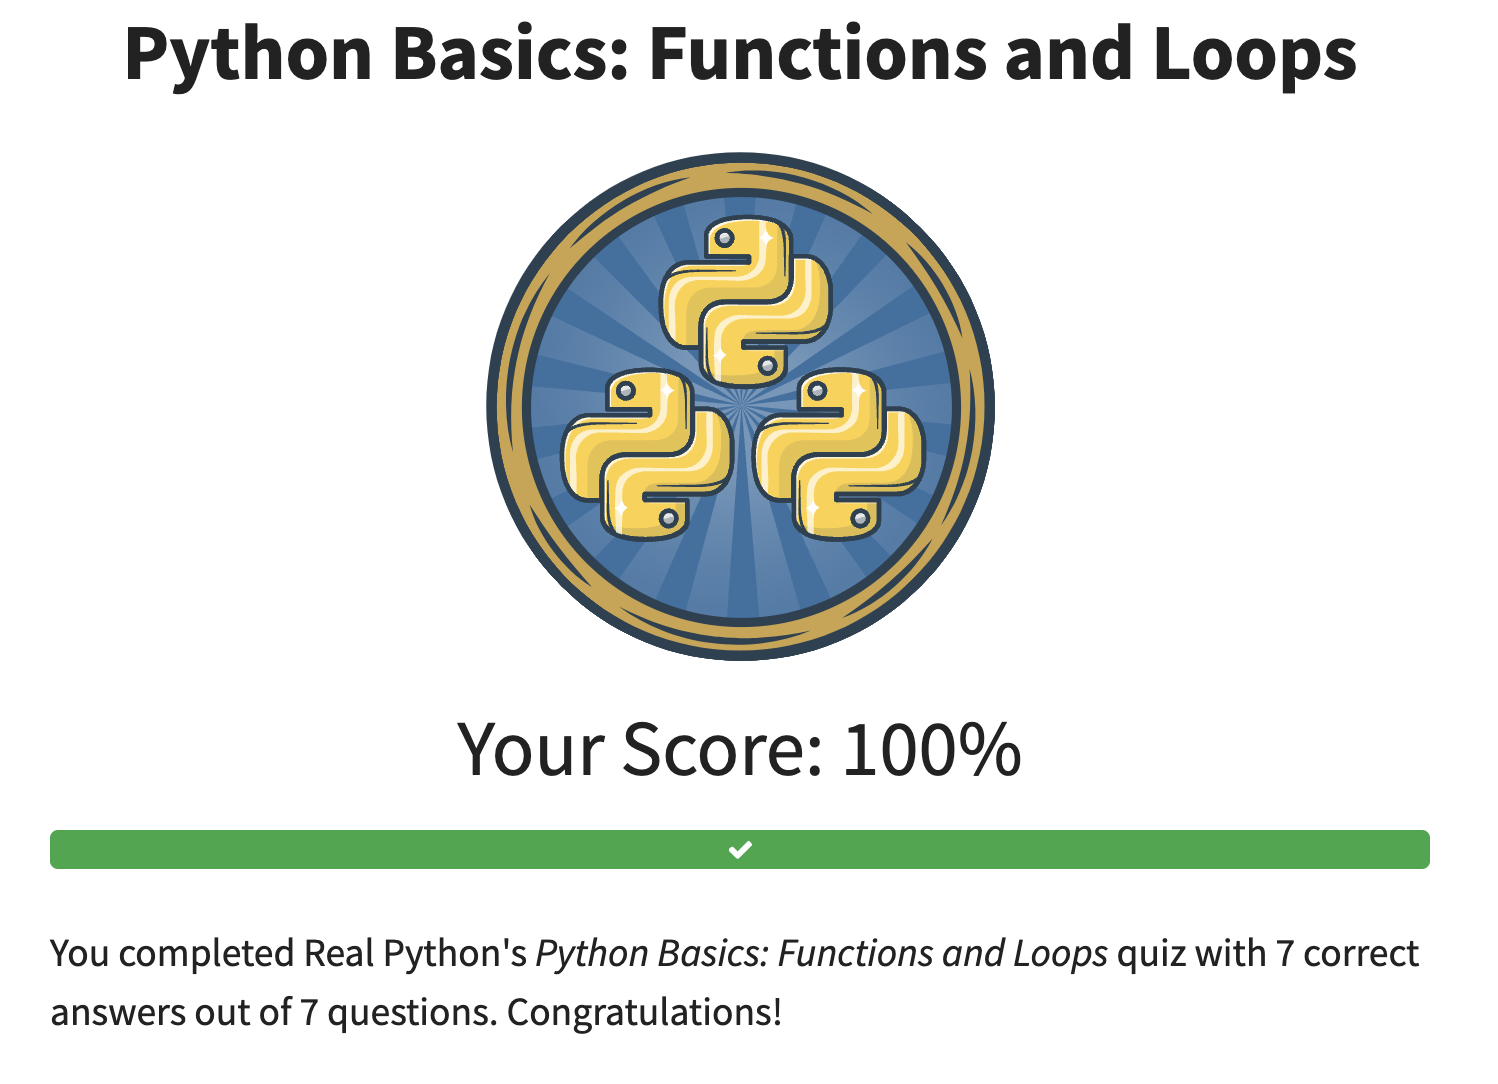 Python Basics: Functions and Loops
Your Score: 100%
You completed Real Python's Python Basics: Functions and Loops quiz with 7 correct
answers out of 7 questions. Congratulations!